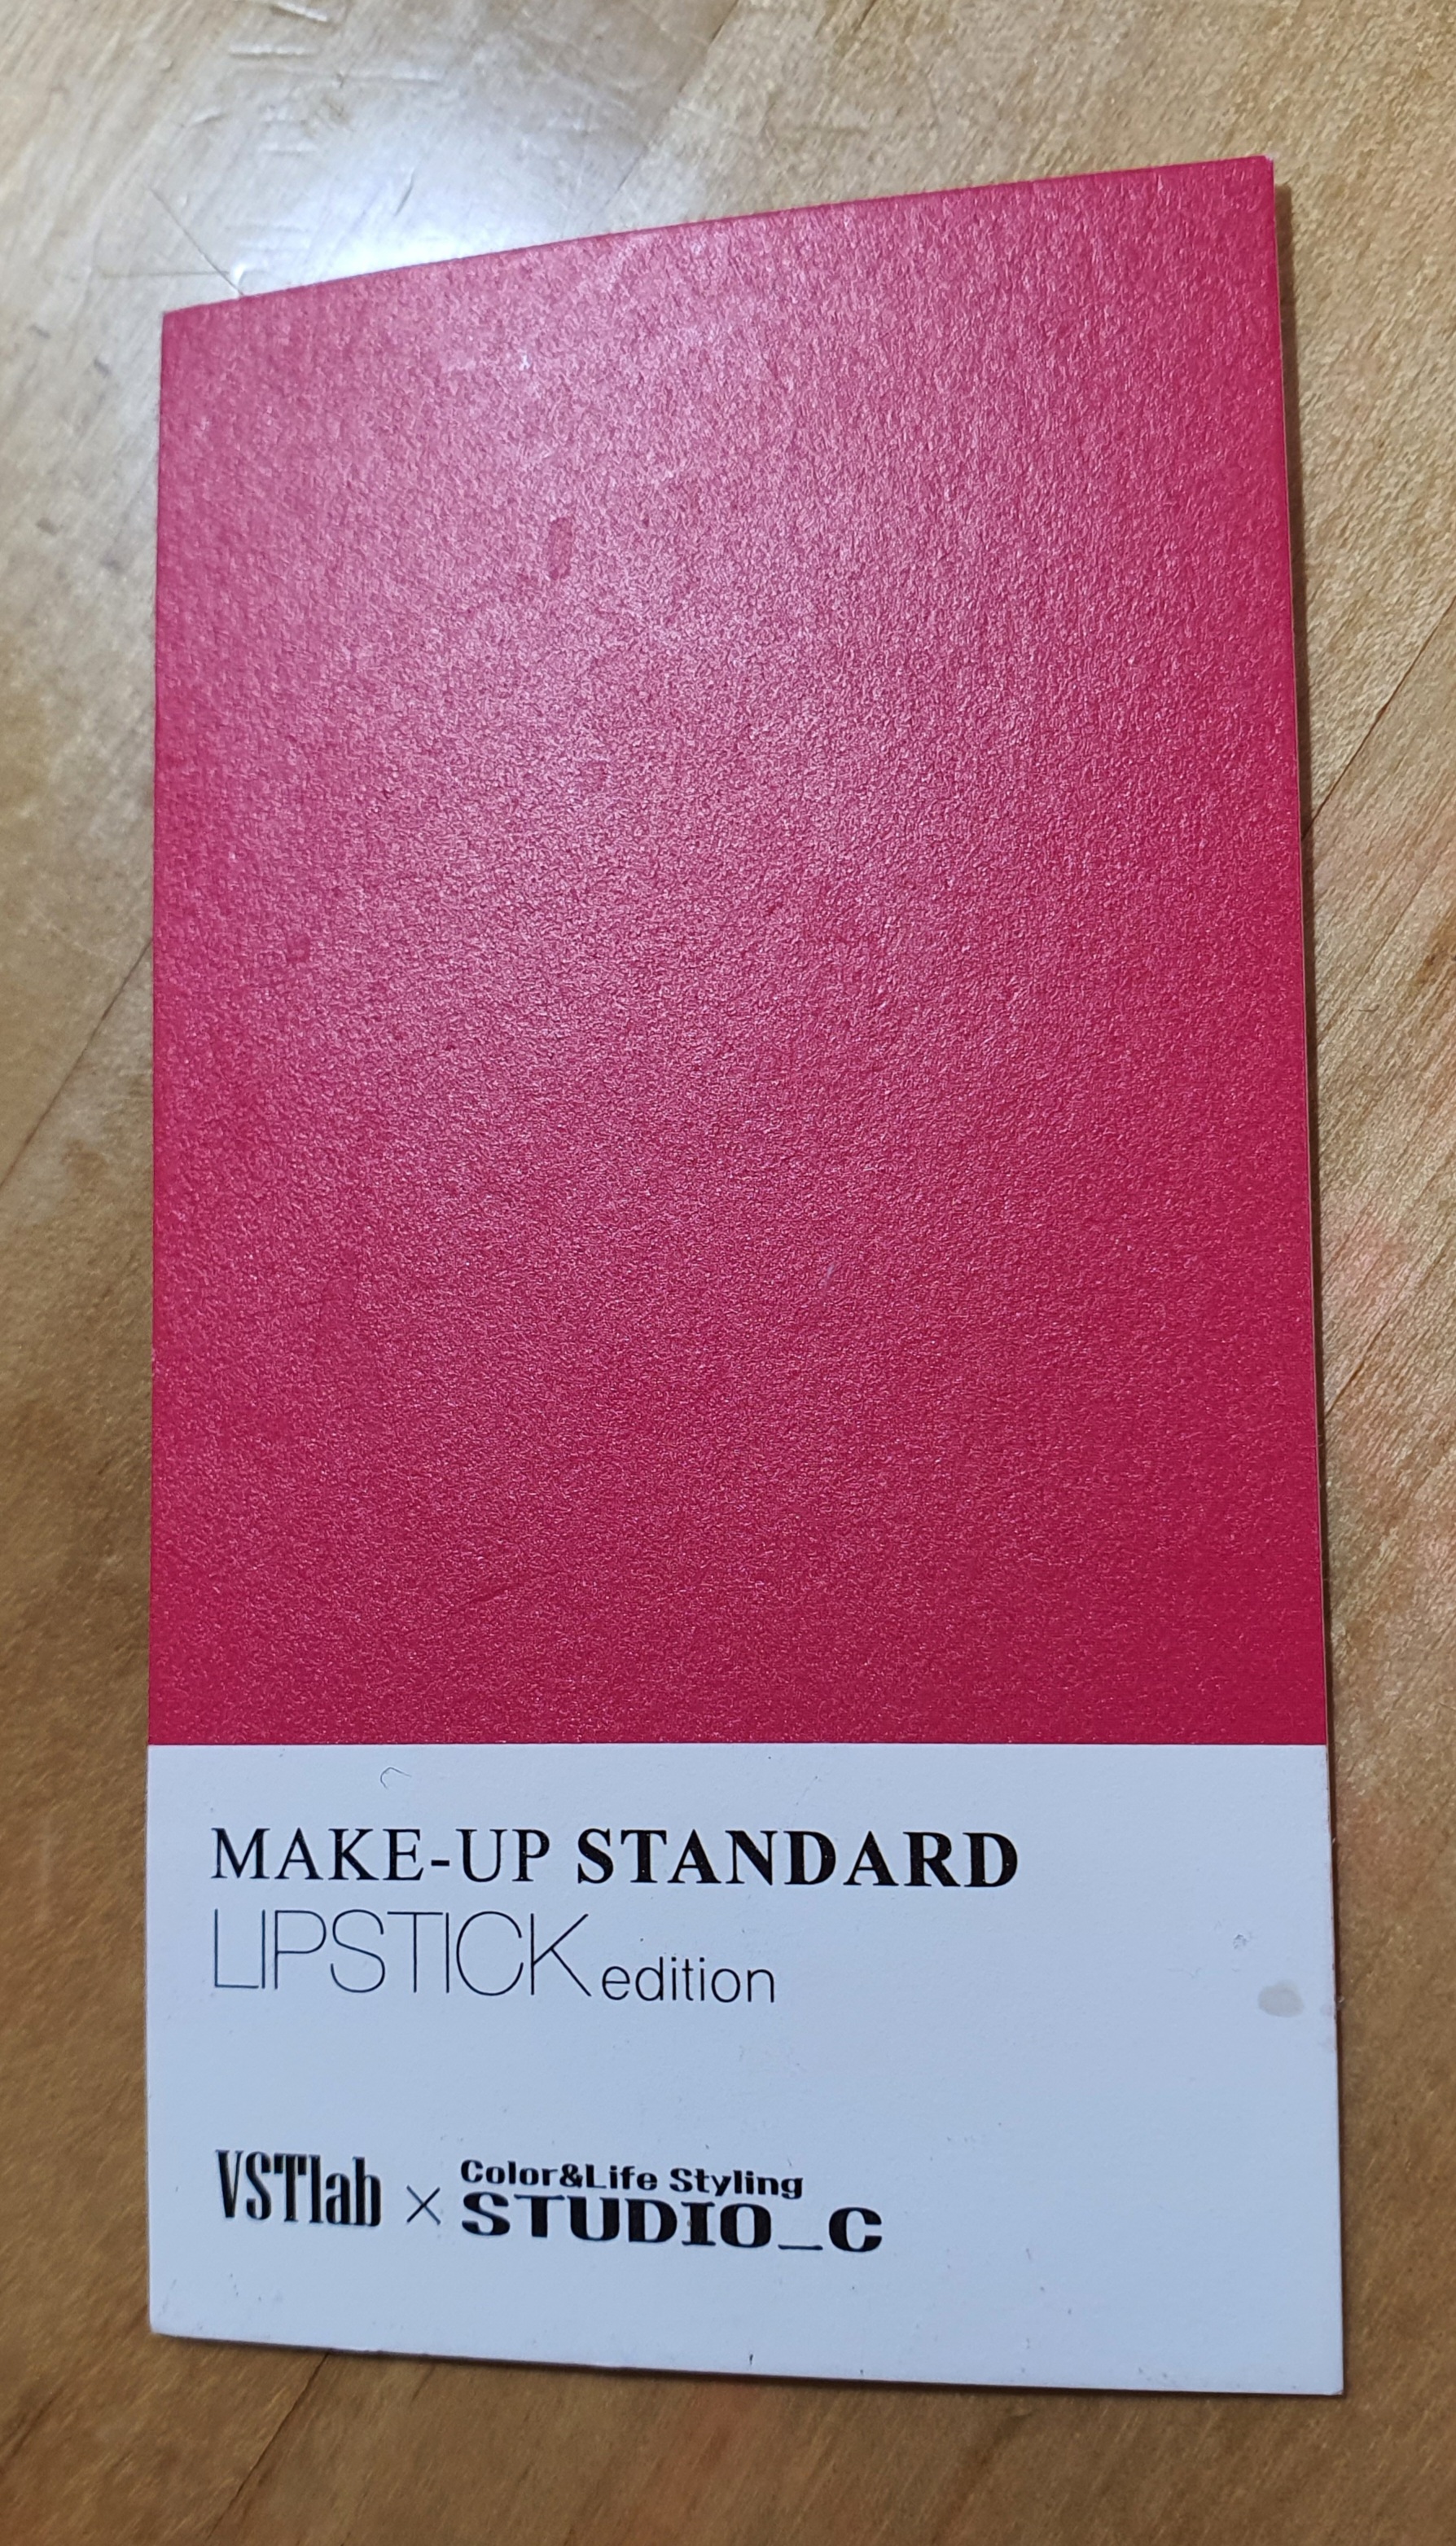 MAKE-UP STANDARD
LIPSTICK edition
VSTlab × Color&Life Styling
STUDIO_C